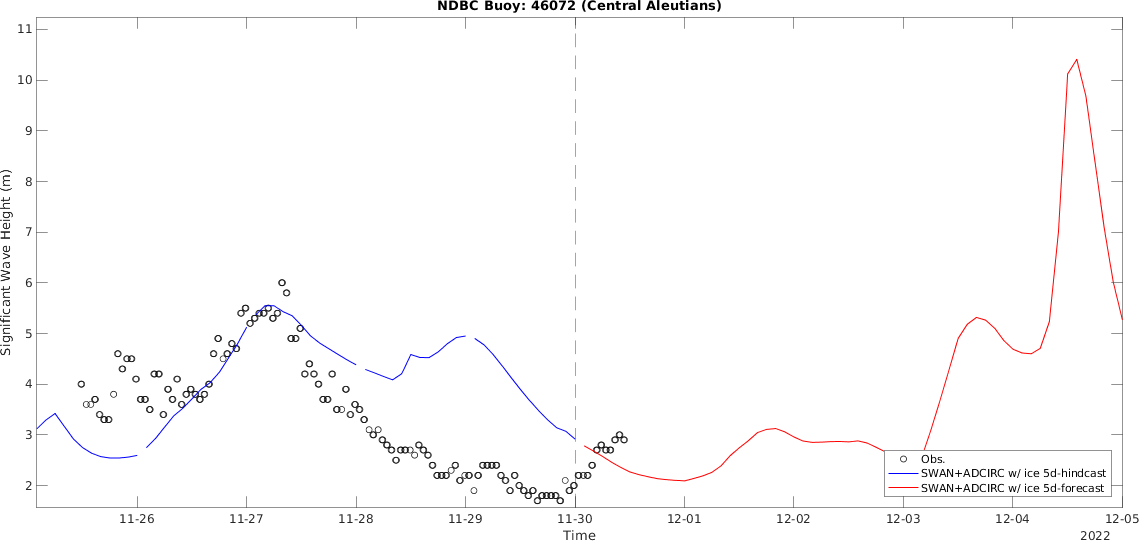 NDBC Buoy: 46072 (Central Aleutians)
11
10
9
8
7
6
5
4
3
2
Significant Wave Height (m)
Obs.
SWAN+ADCIRC w/ ice 5d-hindcast
SWAN+ADCIRC w/ ice 5d-forecast
11-26 11-27 11-28 11-29 11-30 12-01 12-02 12-03 12-04 12-05
Time
2022